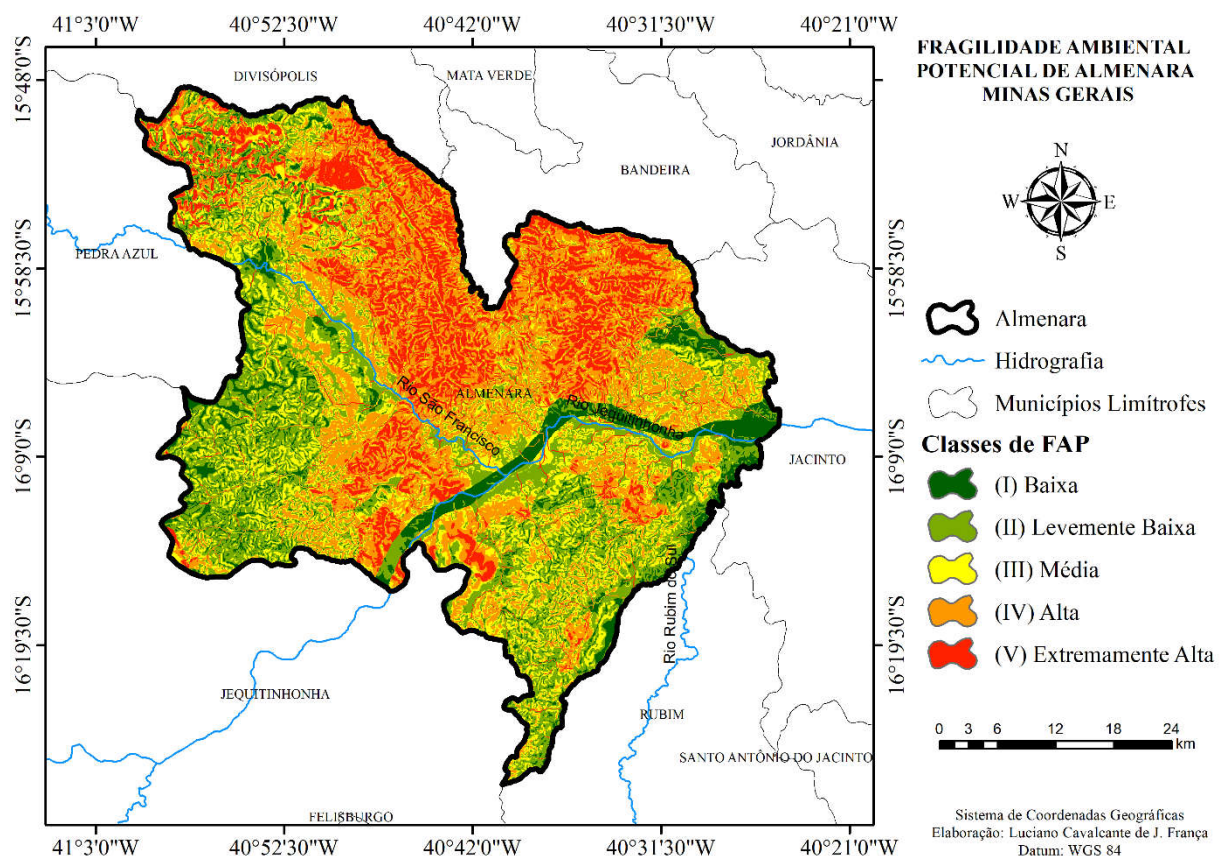 41°3'0"W
40°52'30"W
40°42'0"W
40°31'30"W
40°21'0"W
15°48'0"S
15°58'30"S
16°9'0"S
16°19'30"S
DIVISÓPOLIS
MATA VERDE
JORDÂNIA
BANDEIRA
PEDRA AZUL
ALMENARA
Rio São Francisco
Rio Jequitinhonha
JACINTO
Rio Rubim do Sul
JEQUITINHONHA
RUBIM
SANTO ANTÔNIO DO JACINTO
FELISBURGO
15°48'0"S
15°58'30"S
16°9'0"S
16°19'30"S
41°3'0"W
40°52'30"W
40°42'0"W
40°31'30"W
40°21'0"W
FRAGILIDADE AMBIENTAL
POTENCIAL DE ALMENARA
MINAS GERAIS
N
W
E
S
Almenara
Hidrografia
Municípios Limítrofes
Classes de FAP
(I) Baixa
(II) Levemente Baixa
(III) Média
(IV) Alta
(V) Extremamente Alta
0 3 6 12 18 24
km
Sistema de Coordenadas Geográficas
Elaboração: Luciano Cavalcante de J. França
Datum: WGS 84